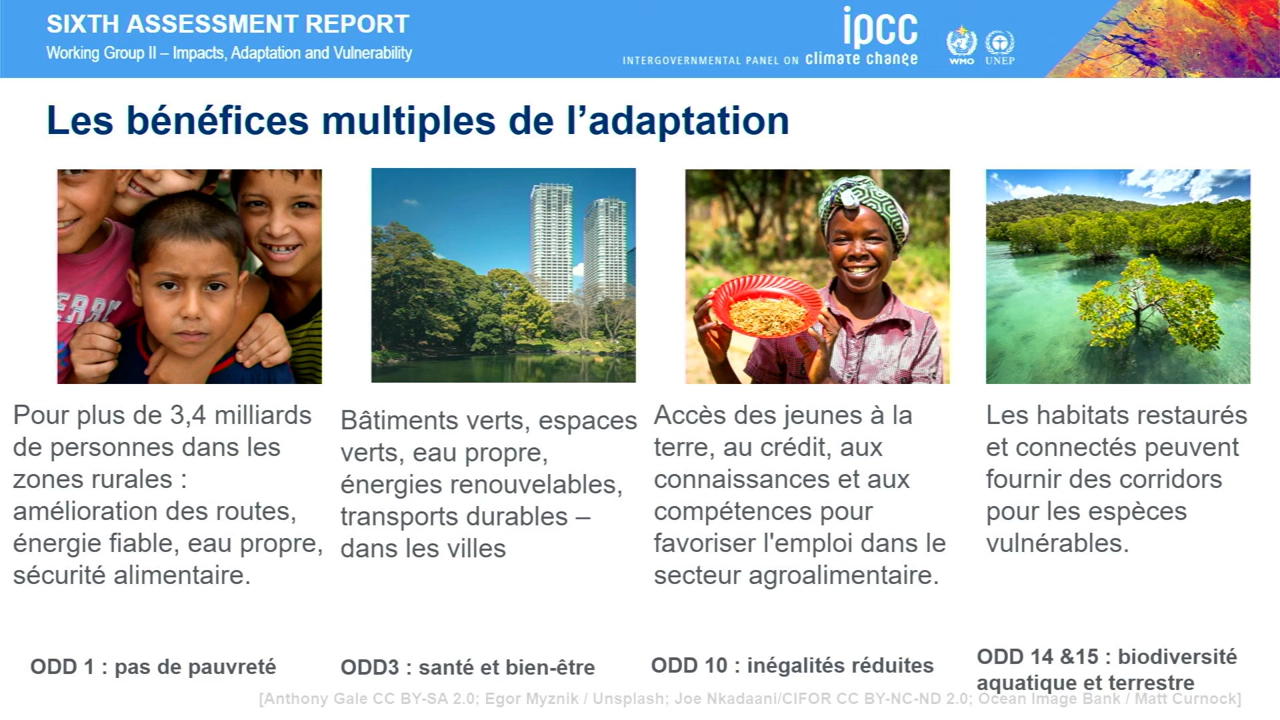 SIXTH ASSESSMENT REPORT
Working Group II – Impacts, Adaptation and Vulnerability
ipcc
INTERGOVERNMENTAL PANEL ON climate change
WMO
UNEP
Les bénéfices multiples de l’adaptation
ERRY
Pour plus de 3,4 milliards
de personnes dans les
zones rurales :
amélioration des routes,
énergie fiable, eau propre,
sécurité alimentaire.
Bâtiments verts, espaces
verts, eau propre,
énergies renouvelables,
transports durables –
dans les villes
Accès des jeunes à la
terre, au crédit, aux
connaissances et aux
compétences pour
favoriser l'emploi dans le
secteur agroalimentaire.
Les habitats restaurés
et connectés peuvent
fournir des corridors
pour les espèces
vulnérables.
ODD 1 : pas de pauvreté
ODD3 : santé et bien-être
ODD 10 : inégalités réduites
ODD 14 &15 : biodiversité
aquatique et terrestre
[Anthony Gale CC BY-SA 2.0; Egor Myznik / Unsplash; Joe Nkadaani/CIFOR CC BY-NC-ND 2.0; Ocean Image Bank / Matt Curnock]